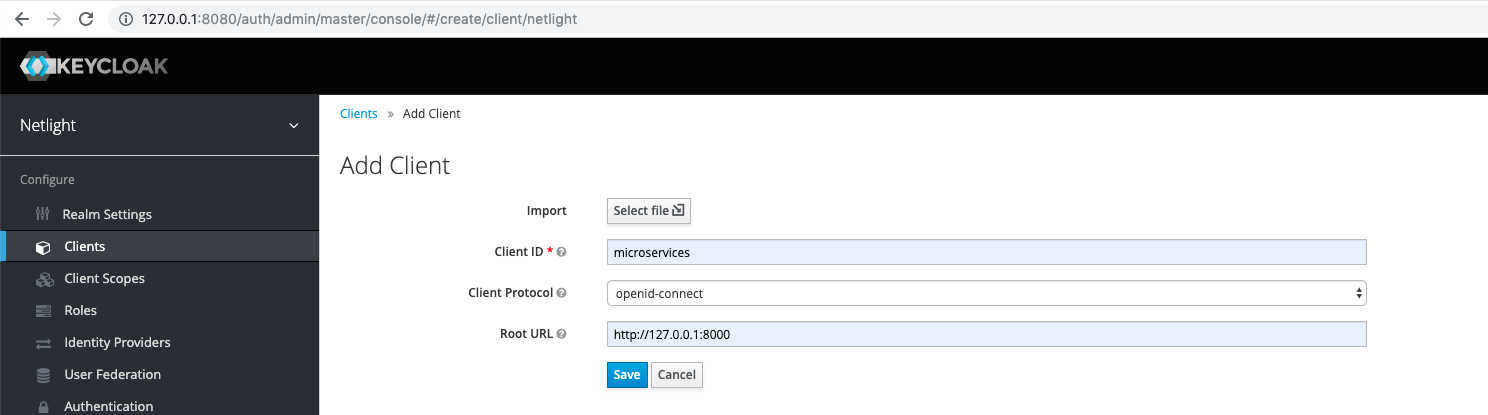 127.0.0.1:8080/auth/admin/master/console/#/create/client/netlight
KEYCLOAK
Netlight
Clients » Add Client
Configure
Add Client
Realm Settings
Import Select file
Clients
Client ID * microservices
Client Scopes
Client Protocol openid-connect
Roles
Root URL http://127.0.0.1:8000
Identity Providers
User Federation
Save Cancel
Authentication